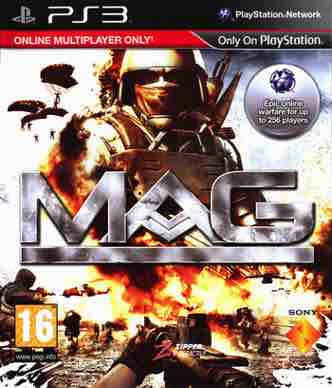 PS3
PlayStation®Network
ONLINE MULTIPLAYER ONLY!
Only On PlayStation®
Epic online
warfare for up
to 256 players
MAG
16
www.pegi.info
ZIPPER
SONY